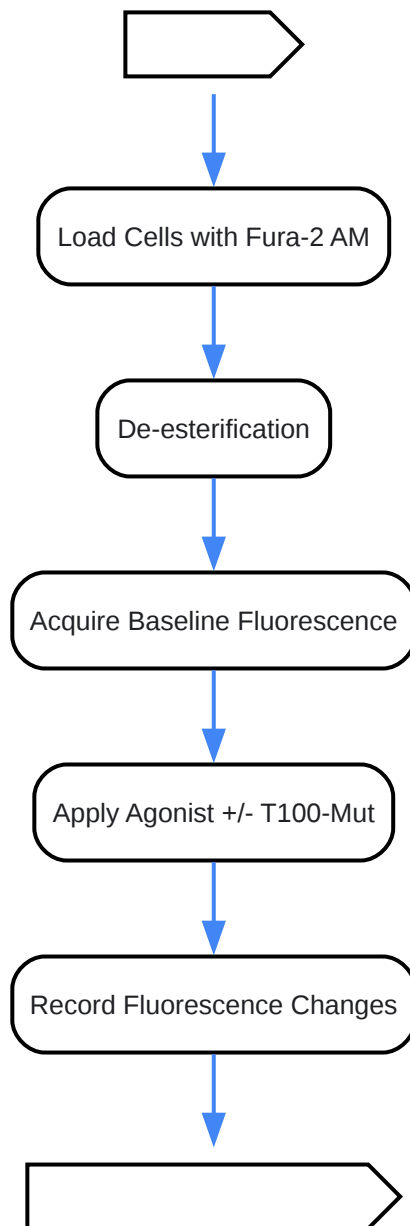 Load Cells with Fura-2 AM
De-esterification
Acquire Baseline Fluorescence
Apply Agonist +/- T100-Mut
Record Fluorescence Changes